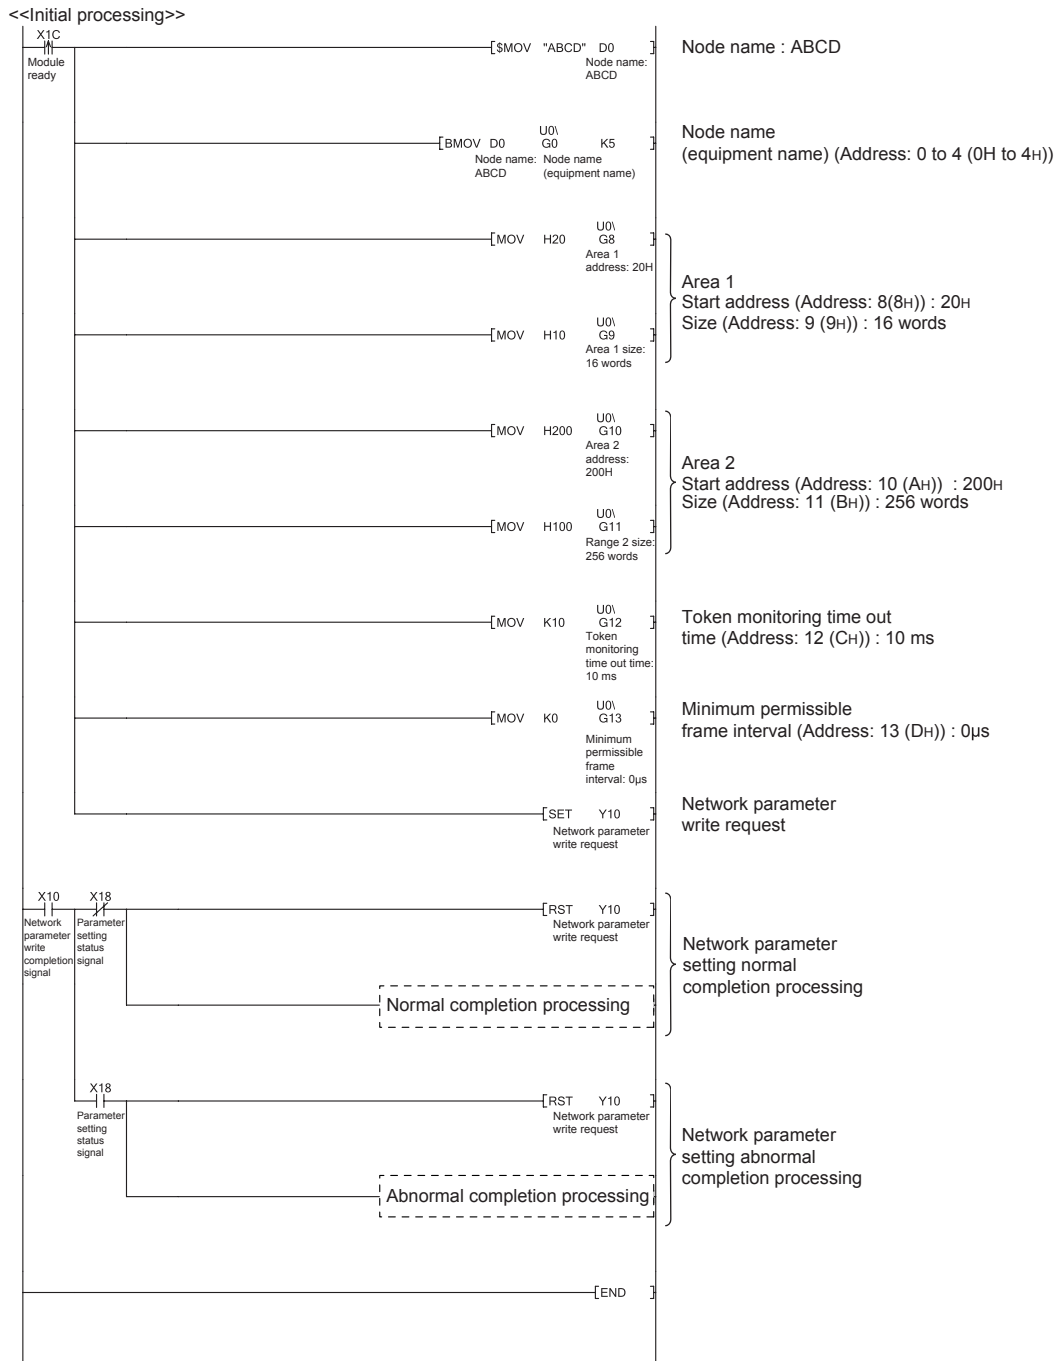 <<Initial processing>>
X1C
Module
ready
$MOV "ABCD" D0
Node name:
ABCD
Node name : ABCD
BMOV D0 U0\
G0 K5
Node name:
ABCD
Node name
(equipment name)
Node name
(equipment name) (Address: 0 to 4 (0H to 4H))
MOV H20 U0\
G8
Area 1
address: 20H
MOV H10 U0\
G9
Area 1 size:
16 words
Area 1
Start address (Address: 8(8H)) : 20H
Size (Address: 9 (9H)) : 16 words
MOV H200 U0\
G10
Area 2
address:
200H
MOV H100 U0\
G11
Range 2 size:
256 words
Area 2
Start address (Address: 10 (AH)) : 200H
Size (Address: 11 (BH)) : 256 words
MOV K10 U0\
G12
Token
monitoring
time out time:
10 ms
Token monitoring time out
time (Address: 12 (CH)) : 10 ms
MOV K0 U0\
G13
Minimum
permissible
frame
interval: 0µs
Minimum permissible
frame interval (Address: 13 (DH)) : 0µs
SET Y10
Network parameter
write request
Network parameter
write request
X10
Network
parameter
write
completion
signal
X18
Parameter
setting
status
signal
RST Y10
Network parameter
write request
Normal completion processing
Network parameter
setting normal
completion processing
X18
Parameter
setting
status
signal
RST Y10
Network parameter
write request
Abnormal completion processing
Network parameter
setting abnormal
completion processing
END